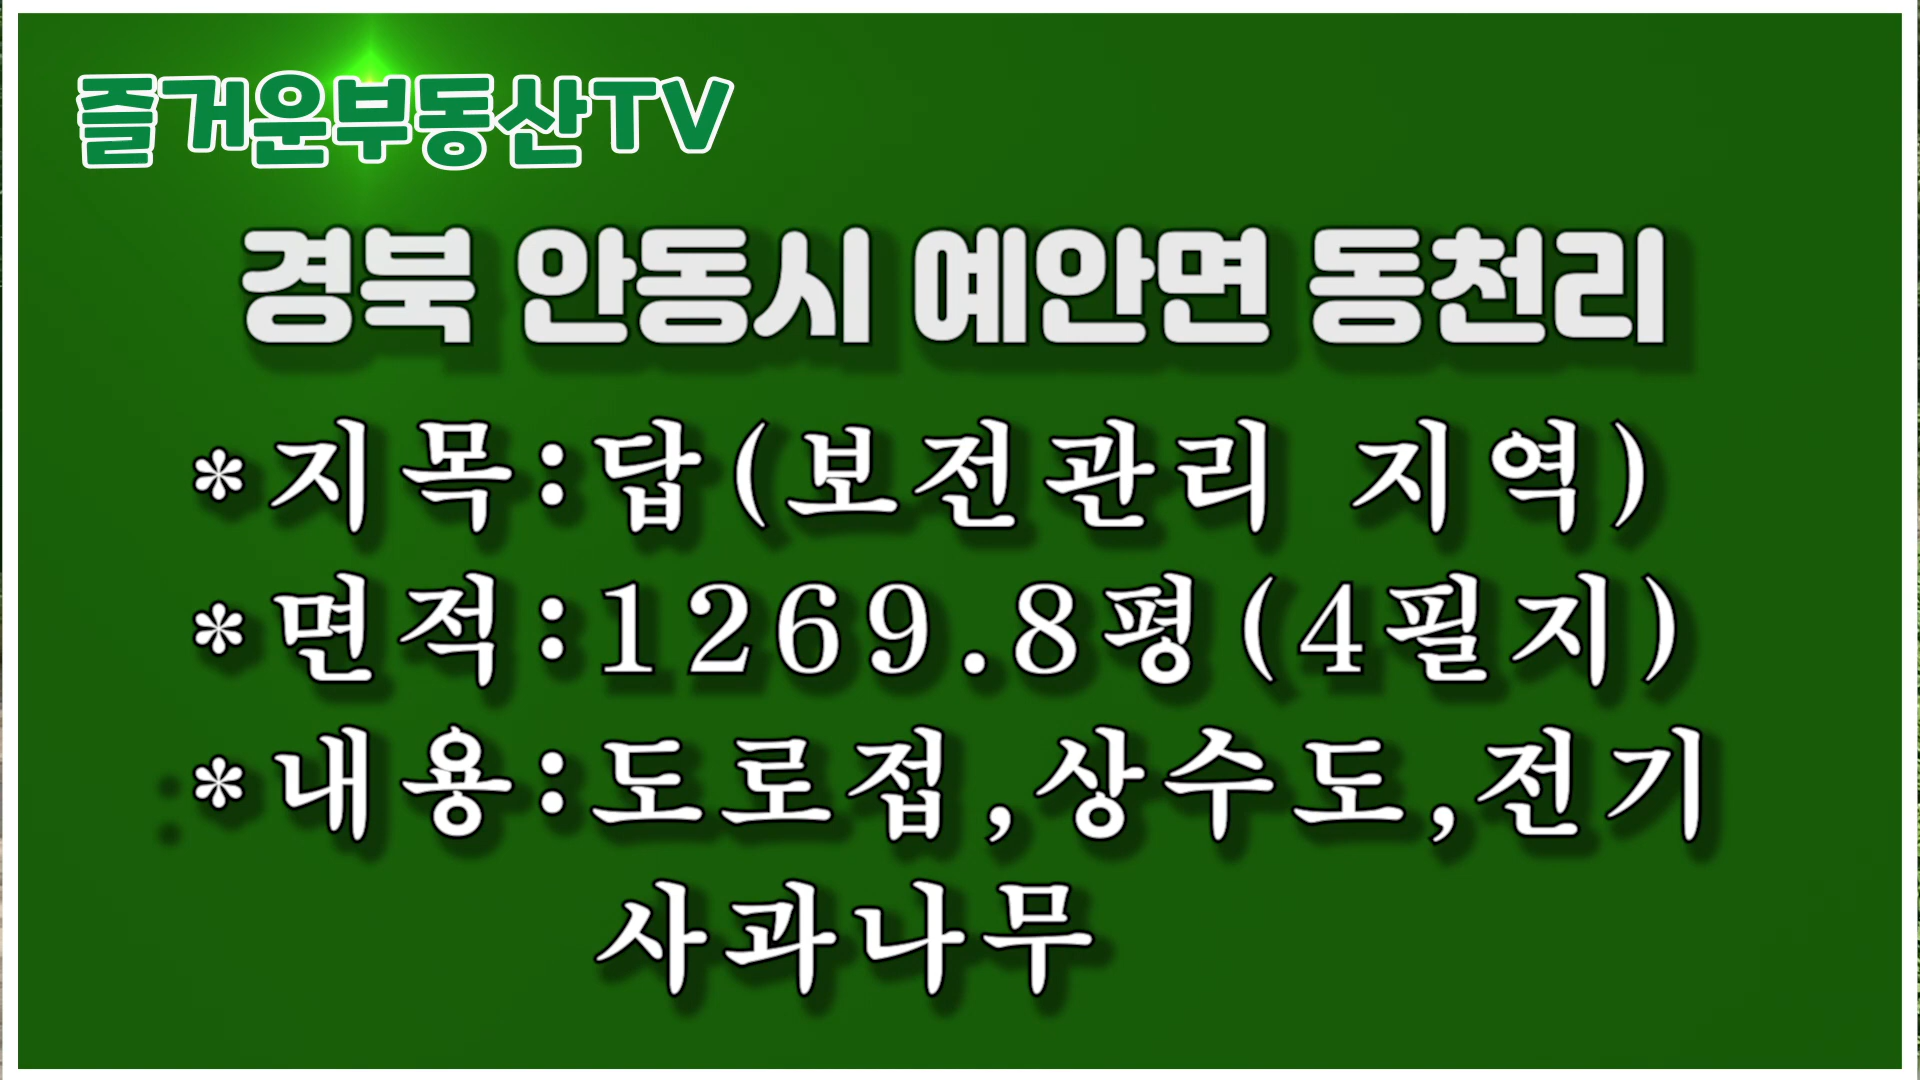 즐거운부동산TV
경북 안동시 예안면 동천리
*지목:답(보전관리 지역)
*면적:1269.8평(4필지)
*내용:도로접,상수도,전기
사과나무